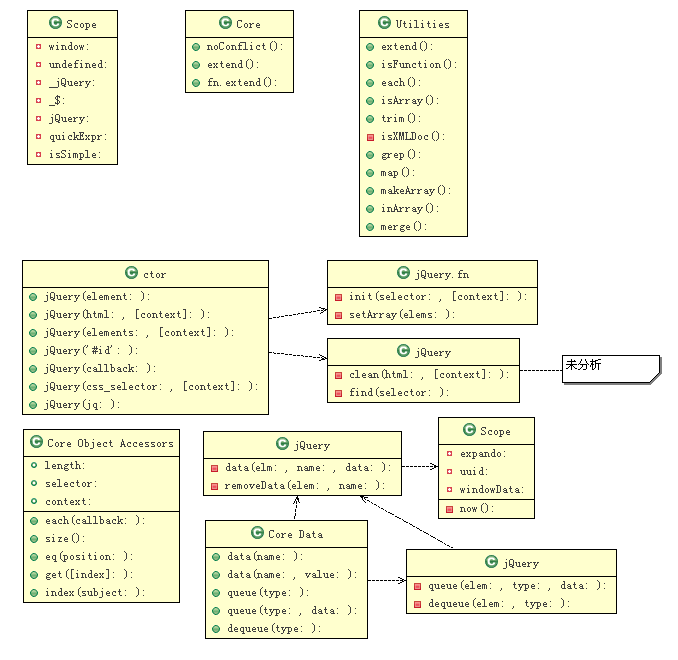 Scope
window:
undefined:
_jQuery:
_$:
jQuery:
quickExpr:
isSimple:
Core
noConflict():
extend():
fn.extend():
Utilities
extend():
isFunction():
each():
isArray():
trim():
isXMLDoc():
grep():
map():
makeArray():
inArray():
merge():
ctor
jQuery(element: ):
jQuery(html: , [context]: ):
jQuery(elements: , [context]: ):
jQuery('#id': ):
jQuery(callback: ):
jQuery(css_selector: , [context]: ):
jQuery(jq: ):
jQuery.fn
init(selector: , [context]: ):
setArray(elems: ):
jQuery
clean(html: , [context]: ):
find(selector: ):
未分析
Core Object Accessors
length:
selector:
context:
each(callback: ):
size():
eq(position: ):
get([index]: ):
index(subject: ):
jQuery
data(elm: , name: , data: ):
removeData(elem: , name: ):
Scope
expando:
uuid:
windowData:
now():
Core Data
data(name: ):
data(name: , value: ):
queue(type: ):
queue(type: , data: ):
dequeue(type: ):
jQuery
queue(elem: , type: , data: ):
dequeue(elem: , type: ):